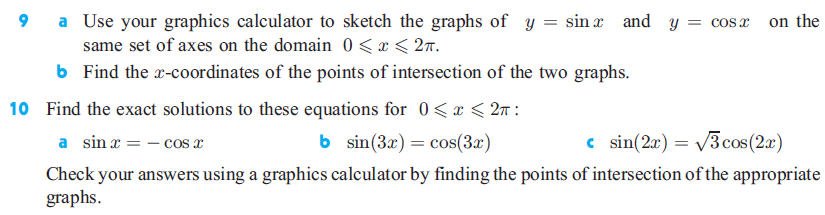 9 a Use your graphics calculator to sketch the graphs of y = sin x and y = cos x on the
same set of axes on the domain 0 ⩽ x ⩽ 2π.
b Find the x-coordinates of the points of intersection of the two graphs.
10 Find the exact solutions to these equations for 0 ⩽ x ⩽ 2π :
a sin x = − cos x b sin(3x) = cos(3x) c sin(2x) = √3 cos(2x)
Check your answers using a graphics calculator by finding the points of intersection of the appropriate
graphs.